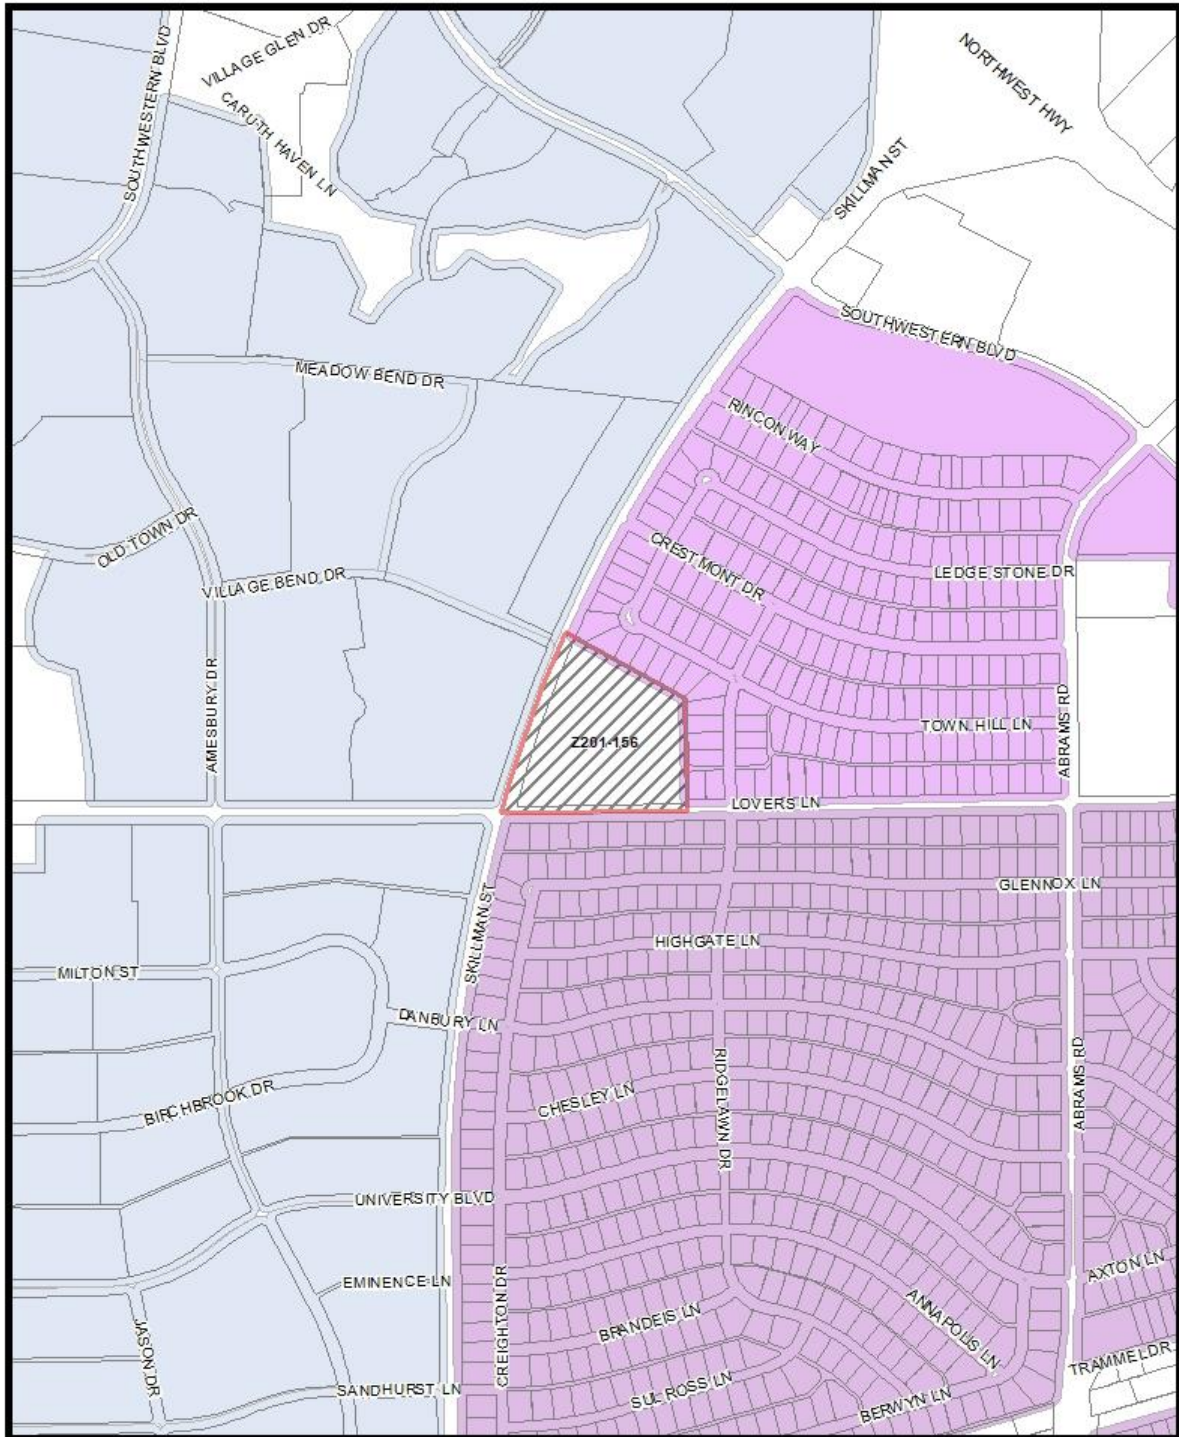 SOUTHWESTERN BLVD
VILLAGE GLEN DR
CARUTH HAVEN LN
NORTHWEST HWY
SKILLMAN ST
SOUTHWESTERN BLVD
MEADOW BEND DR
RINCON WAY
OLD TOWN DR
VILLAGE BEND DR
CRESTMONT DR
LEDGESTONE DR
AMESBURY DR
Z201-156
TOWN HILL LN
ABRAMS RD
LOVERS LN
SKILLMAN ST
GLENNOX LN
HIGHGATE LN
MILTON ST
DANBURY LN
BIRCHBROOK DR
CHESLEY LN
RIDGELAWN DR
ABRAMS RD
UNIVERSITY BLVD
EMINENCE LN
CREIGHTON DR
BRANDEIS LN
ANNAPOLIS LN
AXTON LN
JASON DR
SANDHURST LN
SUL ROSS LN
BERWYN LN
TRAMMEL DR